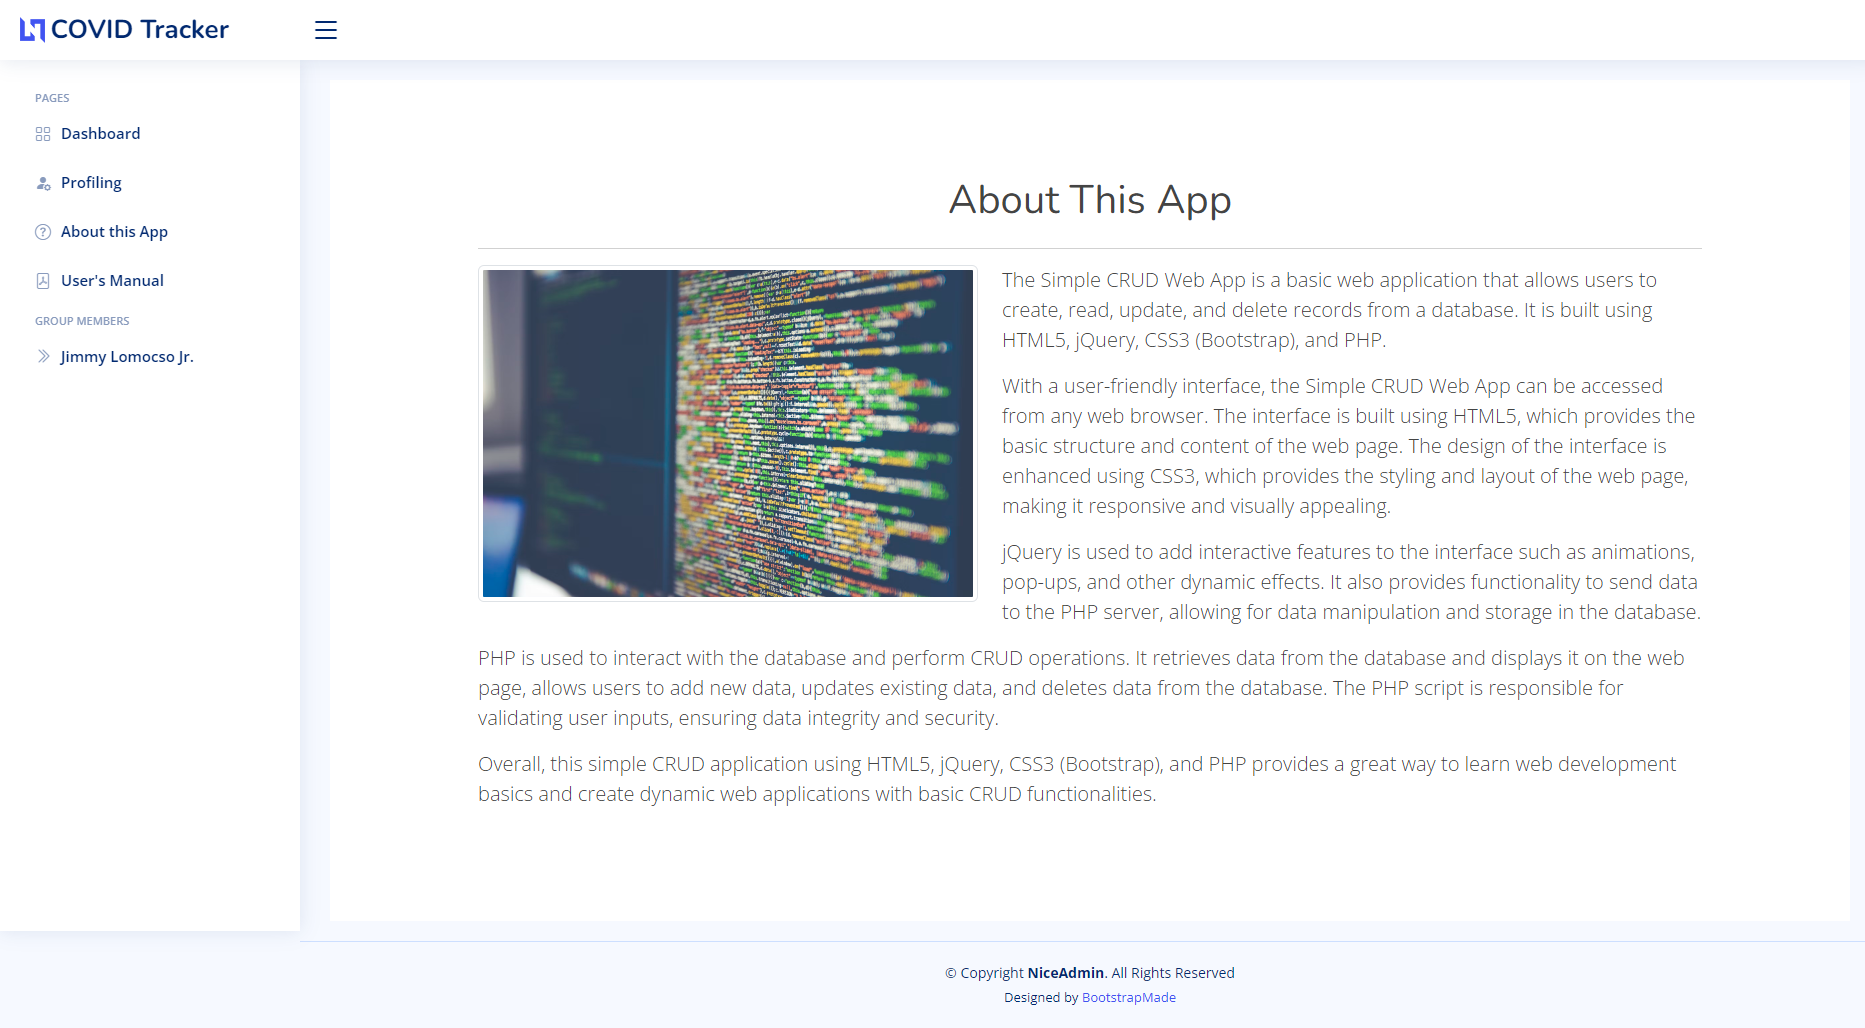 COVID Tracker
PAGES
Dashboard
Profiling
About this App
User's Manual
GROUP MEMBERS
Jimmy Lomocso Jr.
About This App
The Simple CRUD Web App is a basic web application that allows users to
create, read, update, and delete records from a database. It is built using
HTML5, jQuery, CSS3 (Bootstrap), and PHP.
With a user-friendly interface, the Simple CRUD Web App can be accessed
from any web browser. The interface is built using HTML5, which provides the
basic structure and content of the web page. The design of the interface is
enhanced using CSS3, which provides the styling and layout of the web page,
making it responsive and visually appealing.
jQuery is used to add interactive features to the interface such as animations,
pop-ups, and other dynamic effects. It also provides functionality to send data
to the PHP server, allowing for data manipulation and storage in the database.
PHP is used to interact with the database and perform CRUD operations. It retrieves data from the database and displays it on the web
page, allows users to add new data, updates existing data, and deletes data from the database. The PHP script is responsible for
validating user inputs, ensuring data integrity and security.
Overall, this simple CRUD application using HTML5, jQuery, CSS3 (Bootstrap), and PHP provides a great way to learn web development
basics and create dynamic web applications with basic CRUD functionalities.
© Copyright NiceAdmin. All Rights Reserved
Designed by BootstrapMade